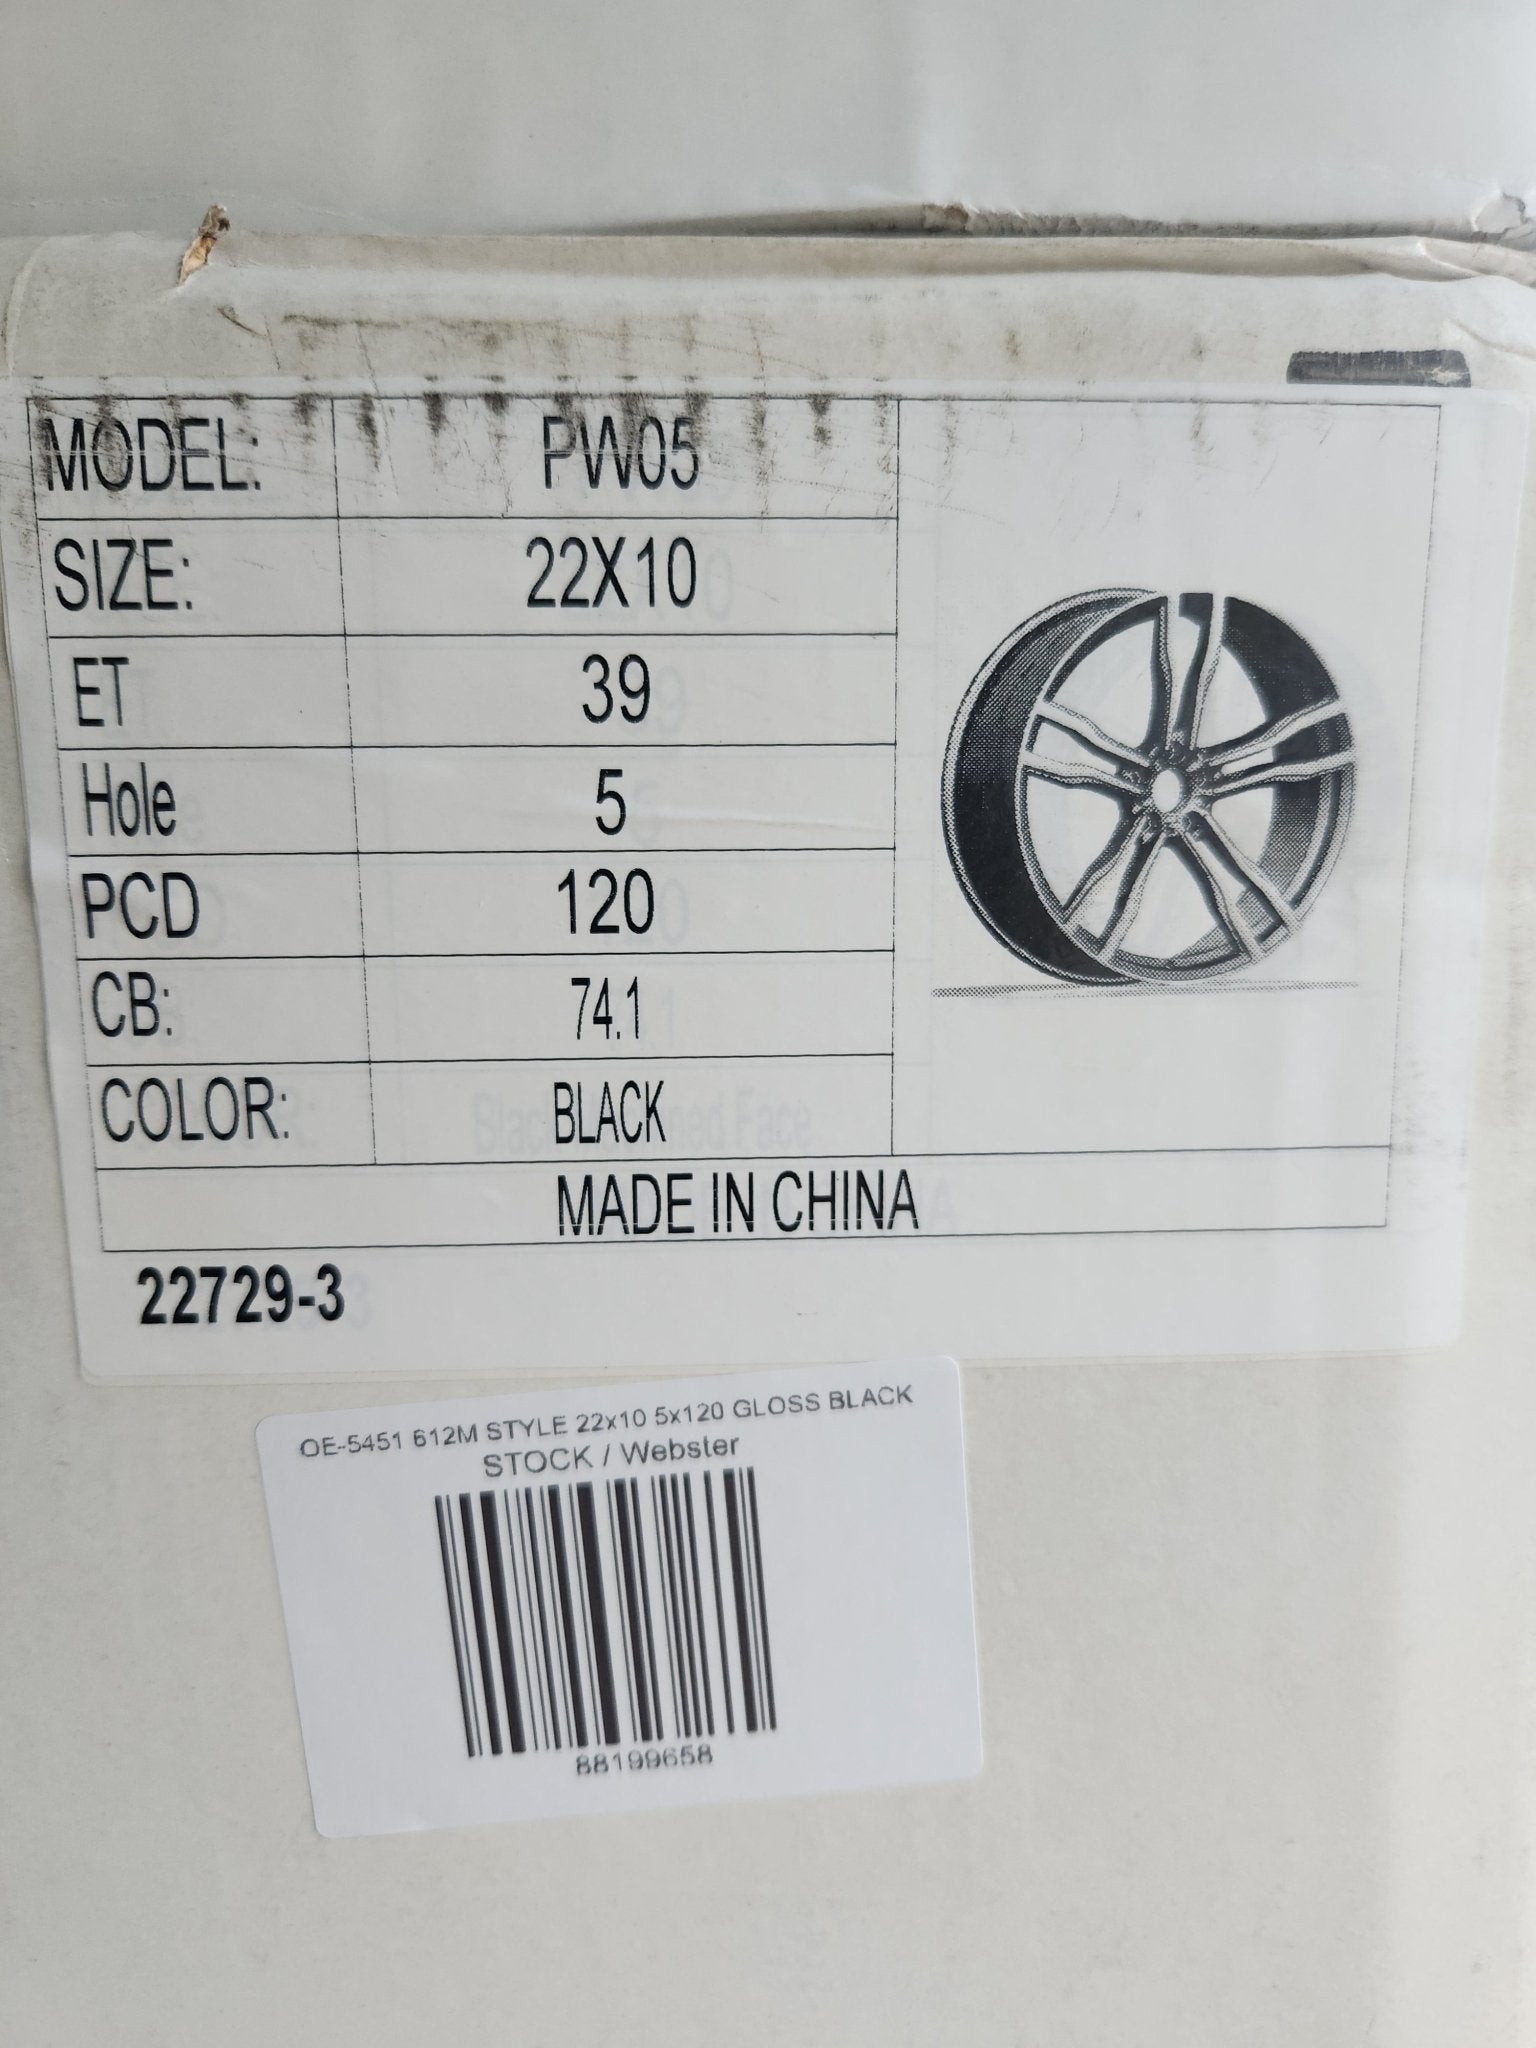 MODEL: PW05
SIZE: 22X10
ET 39
Hole 5
PCD 120
CB: 74.1
COLOR: BLACK
MADE IN CHINA
22729-3
OE-5451 612M STYLE 22x10 5x120 GLOSS BLACK
STOCK / Webster
88199658